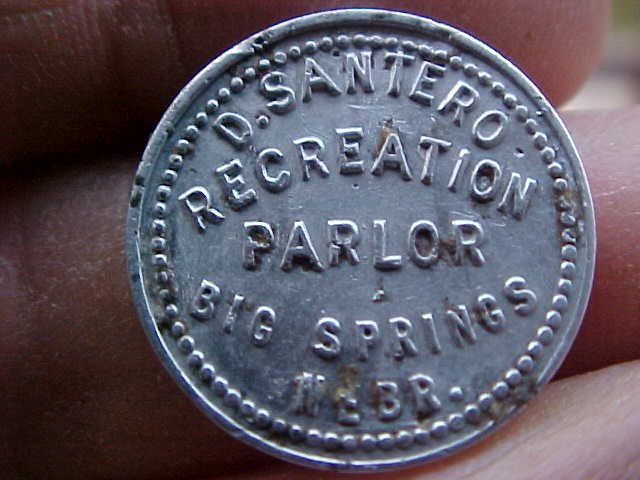 D. SANTERO.
RECREATION
PARLOR
BIG SPRINGS
NEBR.